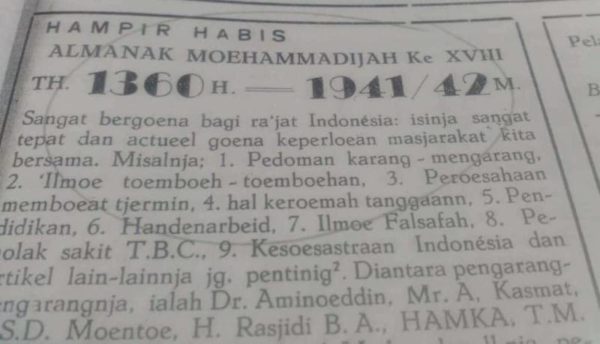 HAMPIR HABIS
ALMANAK MOEHAMMADIJAH Ke XVIII
TH. 1360 H. = 1941/42 M.
Sangat bergoena bagi ra'jat Indonésia: isinja sangat
tepat dan actueel goena keperloean masjarakat kita
bersama. Misalnja; 1. Pedoman karang-mengarang,
2. 'Ilmoe toemboeh-toemboehan, 3. Peroesahaan
memboeat tjermin, 4. hal keroemah tanggaann, 5. Pen-
didikan, 6. Handenarbeid, 7. Ilmoe Falsafah, 8. Pe-
olak sakit T.B.C., 9. Kesoesastraan Indonésia dan
rtikel lain-lainnja jg. pentinig². Diantara pengarang-
ngarangnja, ialah Dr. Aminoeddin, Mr. A, Kasmat,
S.D. Moentoe, H. Rasjidi B.A., HAMKA, T.M.
Pela
B